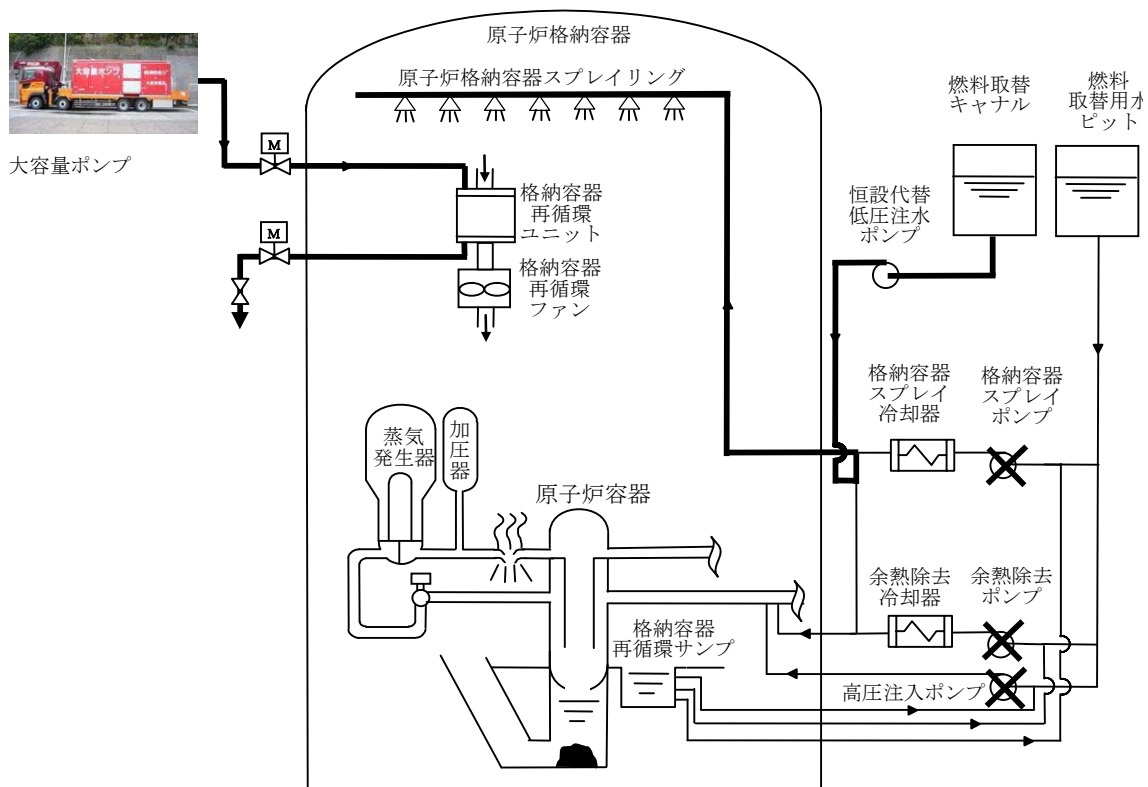 原子炉格納容器
原子炉格納容器スプレイリング
大容量ポンプ
大容量ポンプ
M
M
格納容器
再循環
ユニット
格納容器
再循環
ファン
燃料取替
キャナル
燃料
取替用水
ピット
恒設代替
低圧注水
ポンプ
格納容器
スプレイ
冷却器
格納容器
スプレイ
ポンプ
蒸気
発生器
加
圧
器
原子炉容器
余熱除去
冷却器
余熱除去
ポンプ
格納容器
再循環サンプ
高圧注入ポンプ